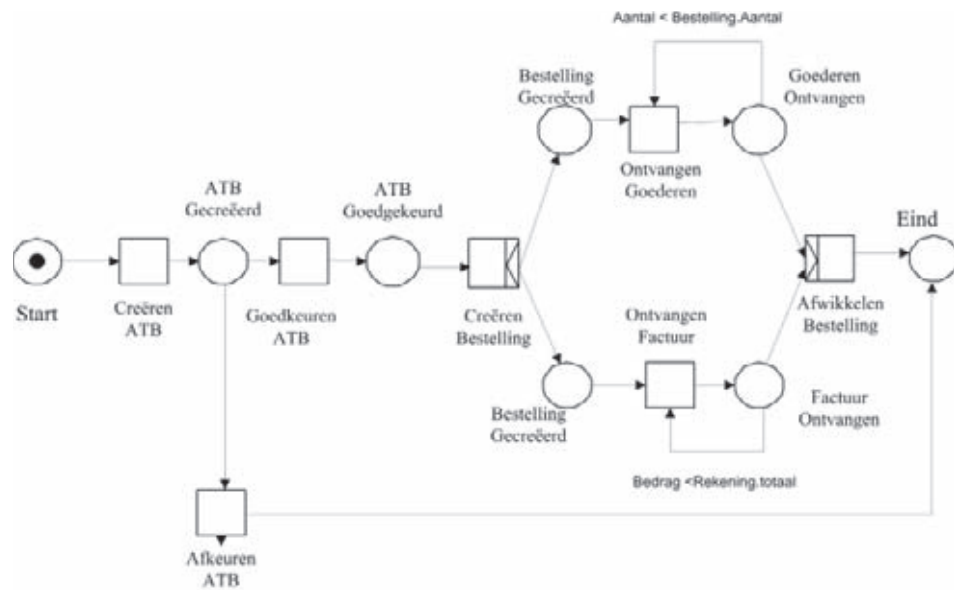 Aantal < Bestelling.Aantal
Bestelling
Gecreëerd
Goederen
Ontvangen
Ontvangen
Goederen
ATB
Gecreëerd
ATB
Goedgekeurd
Eind
Start
Creëren
ATB
Goedkeuren
ATB
Creëren
Bestelling
Ontvangen
Factuur
Afwikkelen
Bestelling
Bestelling
Gecreëerd
Factuur
Ontvangen
Bedrag <Rekening.totaal
Afkeuren
ATB